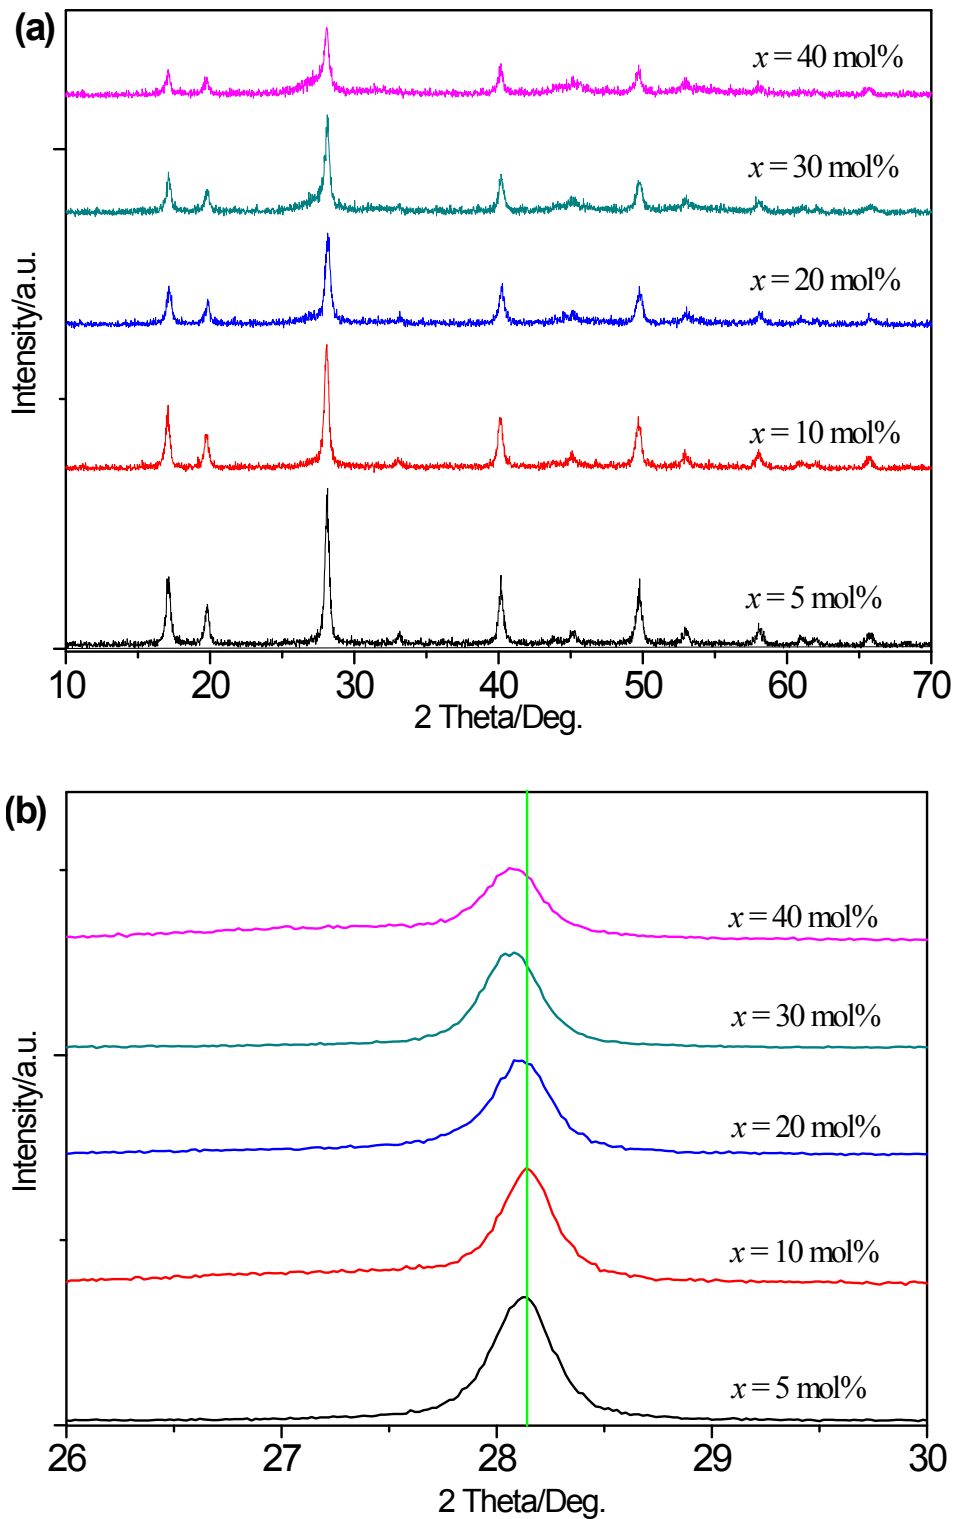 (a)
x = 40 mol%
x = 30 mol%
x = 20 mol%
x = 10 mol%
x = 5 mol%
Intensity/a.u.
10 20 30 40 50 60 70
2 Theta/Deg.
(b)
x = 40 mol%
x = 30 mol%
x = 20 mol%
x = 10 mol%
x = 5 mol%
Intensity/a.u.
26 27 28 29 30
2 Theta/Deg.